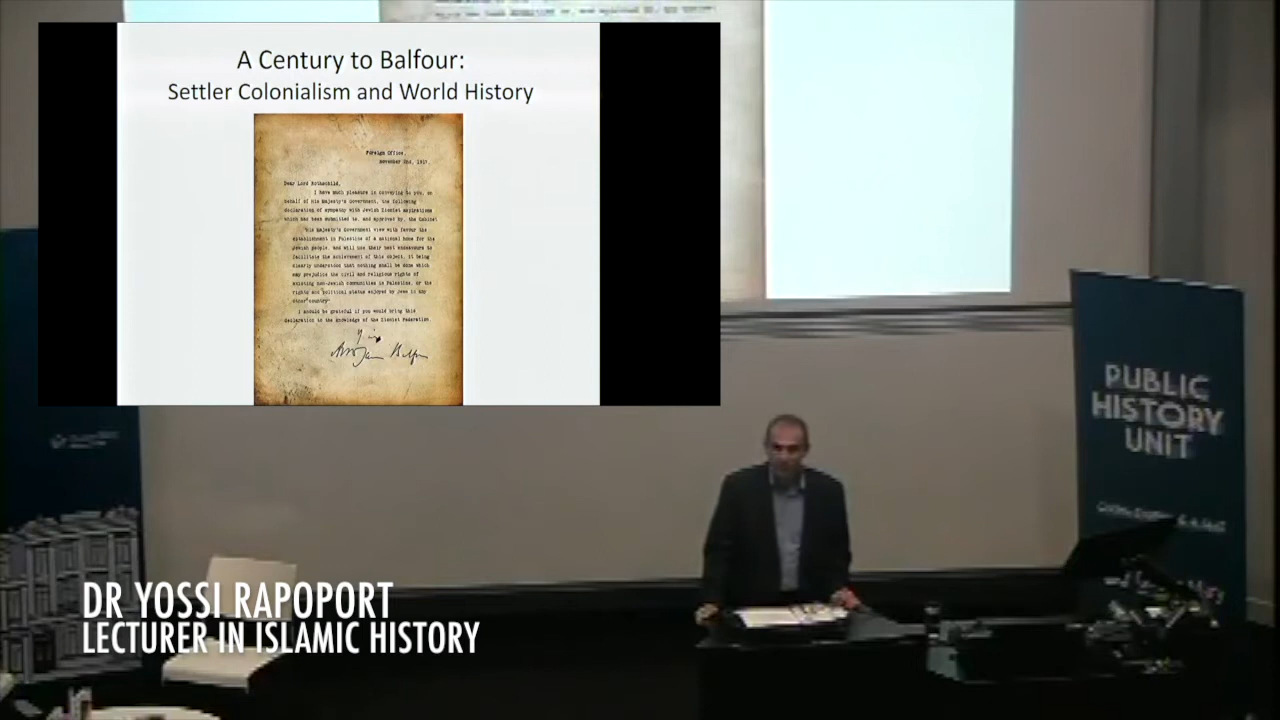 A Century to Balfour:
Settler Colonialism and World History
Foreign Office,
November 2nd, 1917.
Dear Lord Rothschild,
I have much pleasure in conveying to you, on
behalf of His Majesty's Government, the following
declaration of sympathy with Jewish Zionist aspirations
which has been submitted to, and approved by, the Cabinet
"His Majesty's Government view with favour the
establishment in Palestine of a national home for the
Jewish people, and will use their best endeavours to
facilitate the achievement of this object, it being
clearly understood that nothing shall be done which
may prejudice the civil and religious rights of
existing non-Jewish communities in Palestine, or the
rights and political status enjoyed by Jews in any
other country"
I should be grateful if you would bring this
declaration to the knowledge of the Zionist Federation.
PUBLIC
HISTORY
UNIT
DR YOSSI RAPOPORT
LECTURER IN ISLAMIC HISTORY